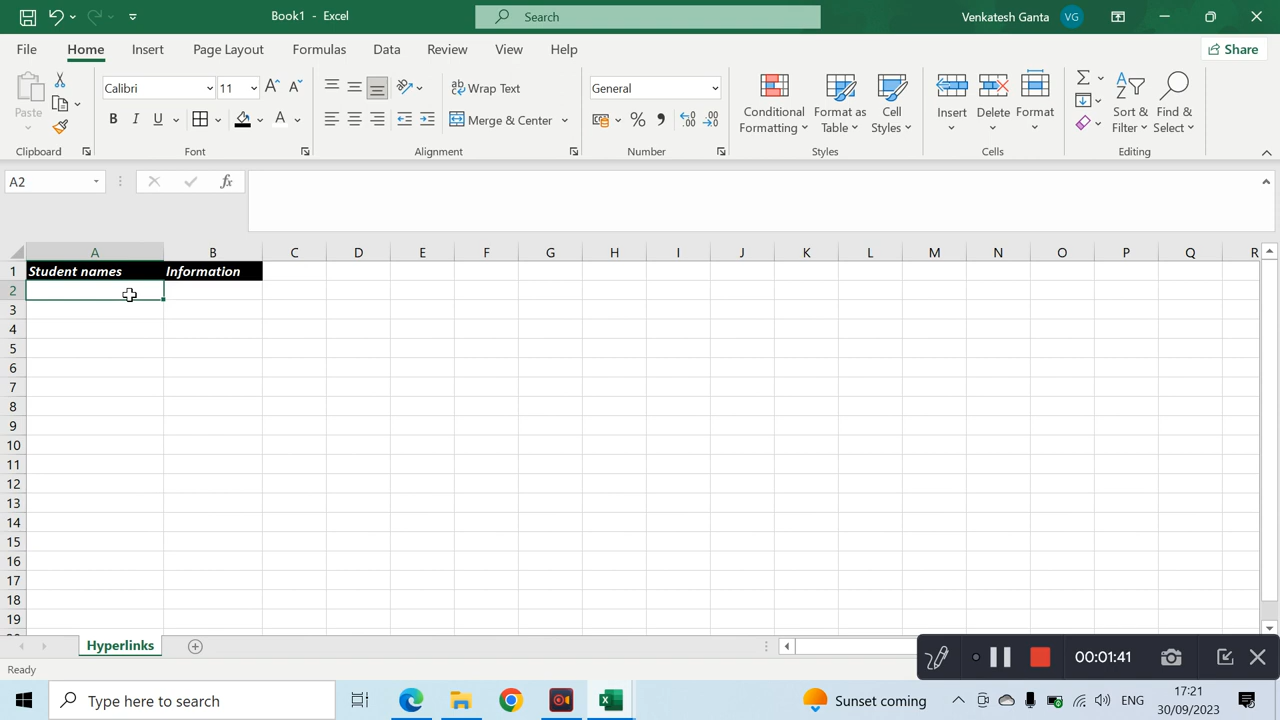 Book1 - Excel
Search
Venkatesh Ganta
VG
File Home Insert Page Layout Formulas Data Review View Help
Share
Paste
Clipboard
Calibri
11
B I U
Font
Wrap Text
Merge & Center
Alignment
General
Number
Conditional Formatting
Format as Table
Cell Styles
Styles
Insert
Delete
Format
Cells
Sort & Filter
Find & Select
Editing
A2
fx
A B C D E F G H I J K L M N O P Q R
1 Student names Information
2
3
4
5
6
7
8
9
10
11
12
13
14
15
16
17
18
19
Hyperlinks
Ready
00:01:41
Type here to search
Sunset coming
ENG
17:21
30/09/2023